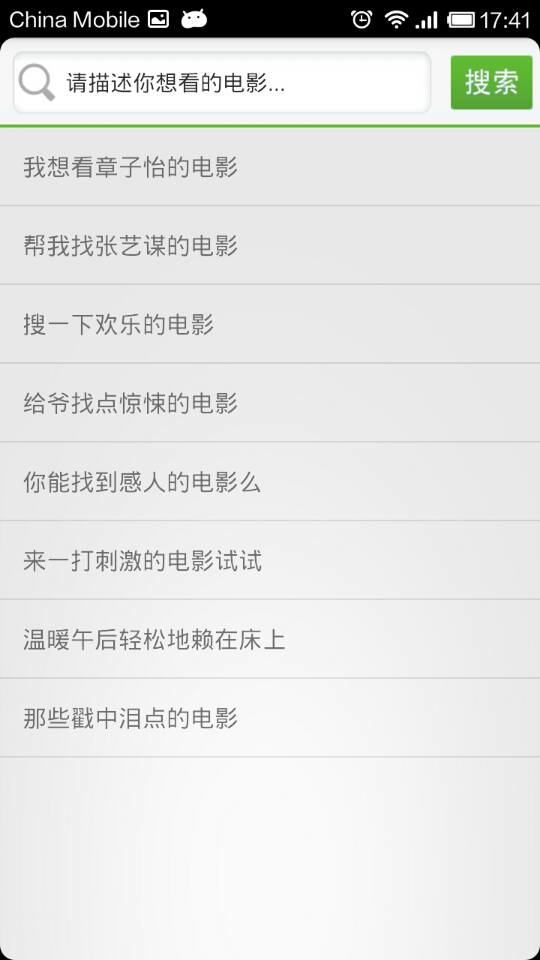 China Mobile 17:41
请描述你想看的电影... 搜索
我想看章子怡的电影
帮我找张艺谋的电影
搜一下欢乐的电影
给爷找点惊悚的电影
你能找到感人的电影么
来一打刺激的电影试试
温暖午后轻松地赖在床上
那些戳中泪点的电影